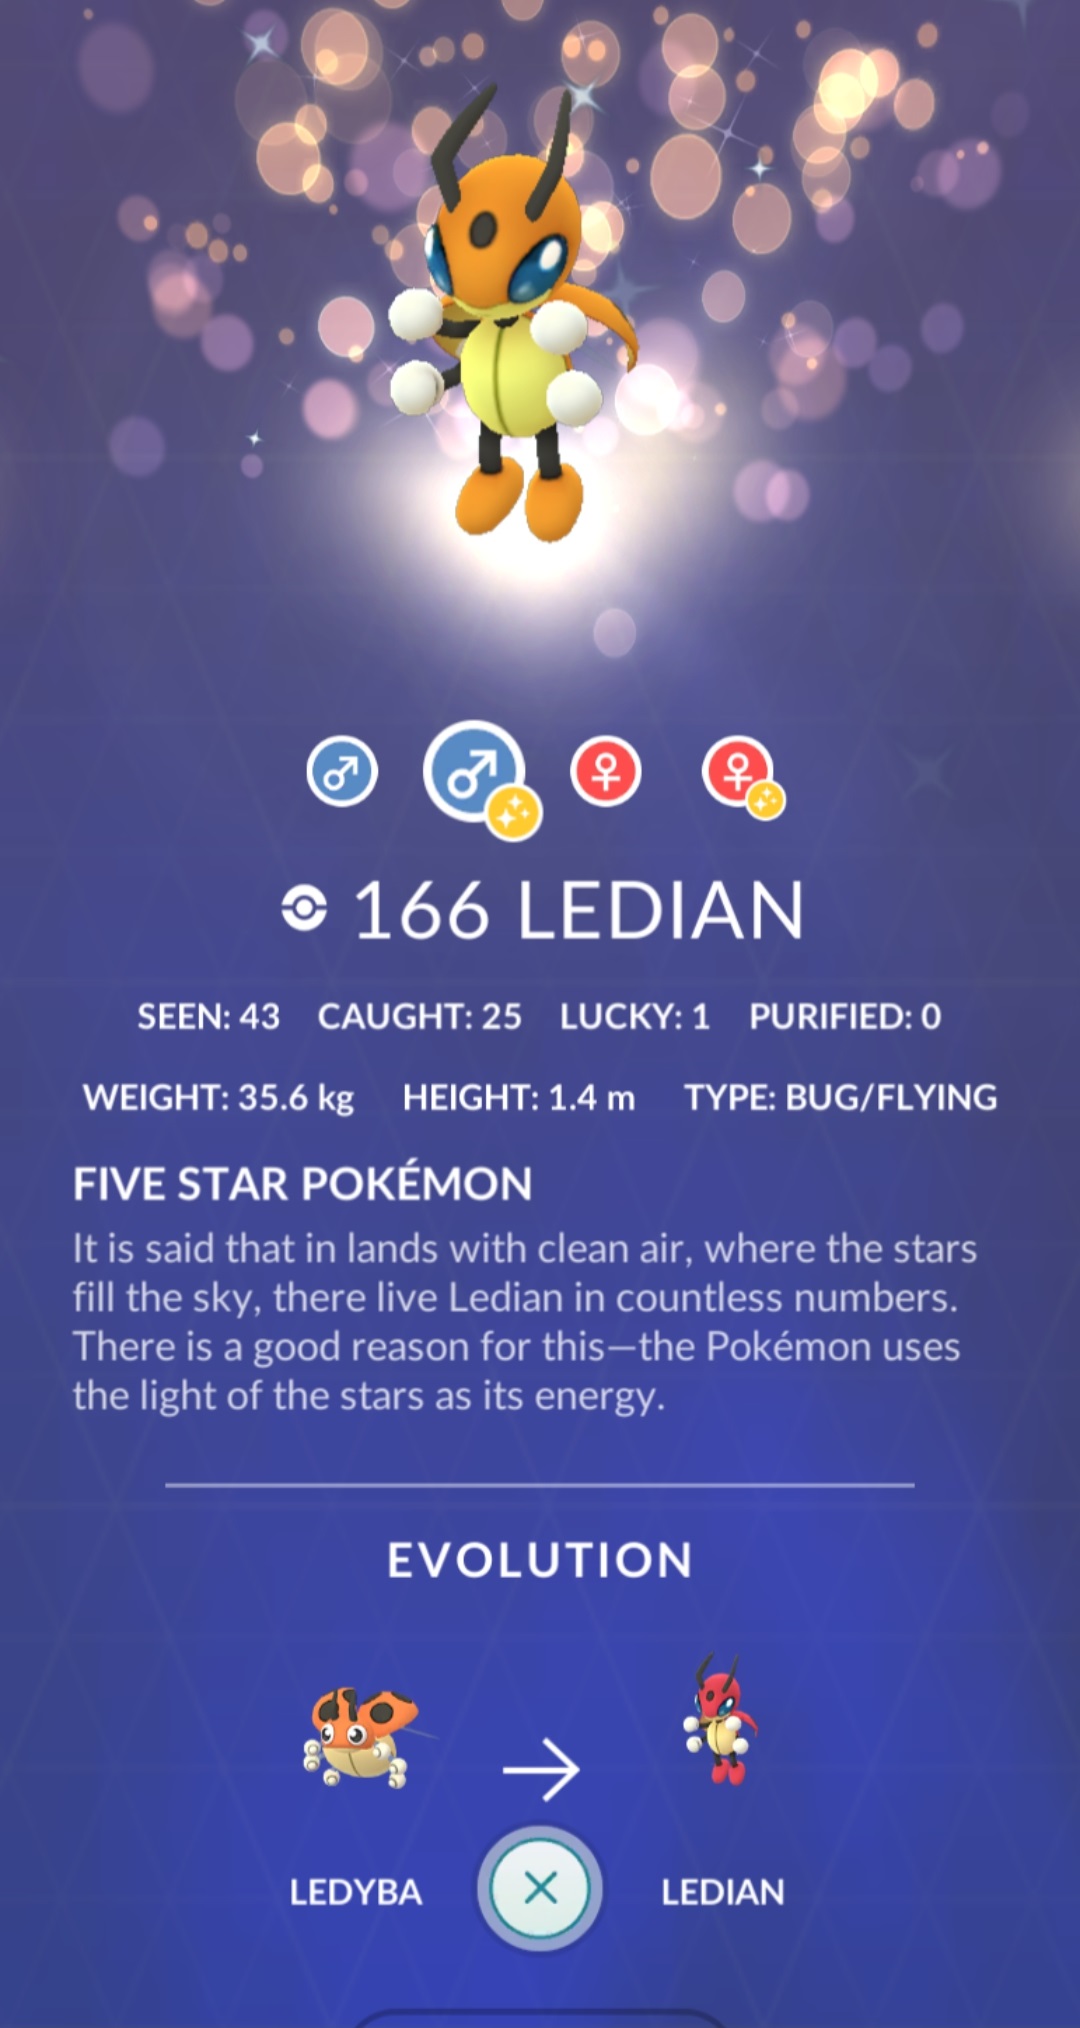 166 LEDIAN
SEEN: 43 CAUGHT: 25 LUCKY: 1 PURIFIED: 0
WEIGHT: 35.6 kg HEIGHT: 1.4 m TYPE: BUG/FLYING
FIVE STAR POKÉMON
It is said that in lands with clean air, where the stars
fill the sky, there live Ledian in countless numbers.
There is a good reason for this—the Pokémon uses
the light of the stars as its energy.
EVOLUTION
LEDYBA LEDIAN